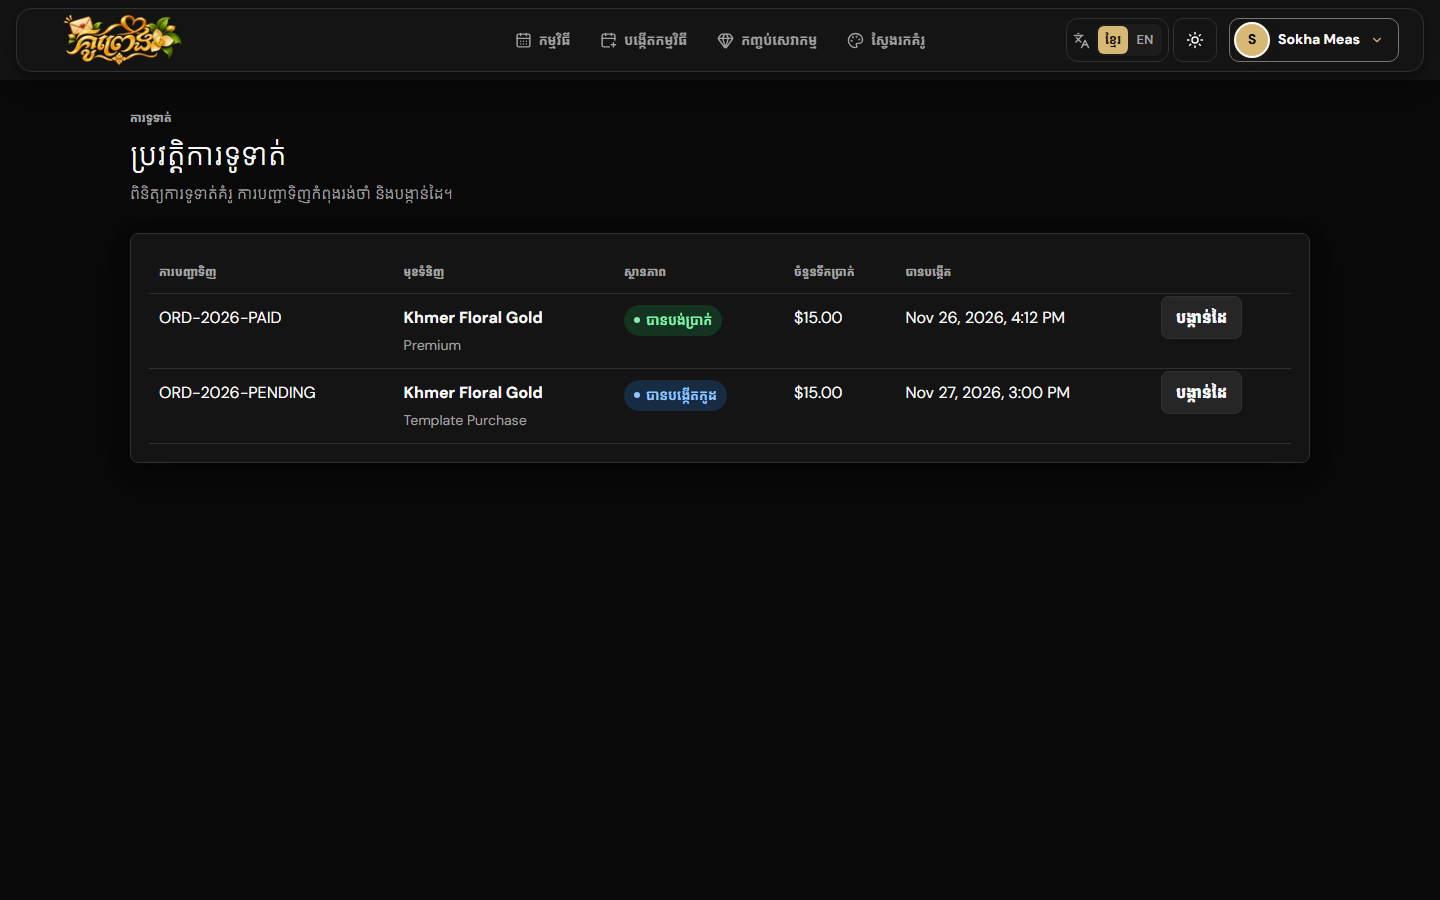 គូព្រេង
កម្មវិធី
បង្កើតកម្មវិធី
កញ្ចប់សេវាកម្ម
ស្វែងរកគំរូ
ខ្មែរ
EN
S
Sokha Meas
ការទូទាត់
ប្រវត្តិការទូទាត់
ពិនិត្យការទូទាត់គំរូ ការបញ្ជាទិញកំពុងរង់ចាំ និងបង្កាន់ដៃ។
ការបញ្ជាទិញ មុខទំនិញ ស្ថានភាព ចំនួនទឹកប្រាក់ បានបង្កើត
ORD-2026-PAID Khmer Floral Gold បានបង់ប្រាក់ $15.00 Nov 26, 2026, 4:12 PM បង្កាន់ដៃ
Premium
ORD-2026-PENDING Khmer Floral Gold បានបង្កើតកូដ $15.00 Nov 27, 2026, 3:00 PM បង្កាន់ដៃ
Template Purchase